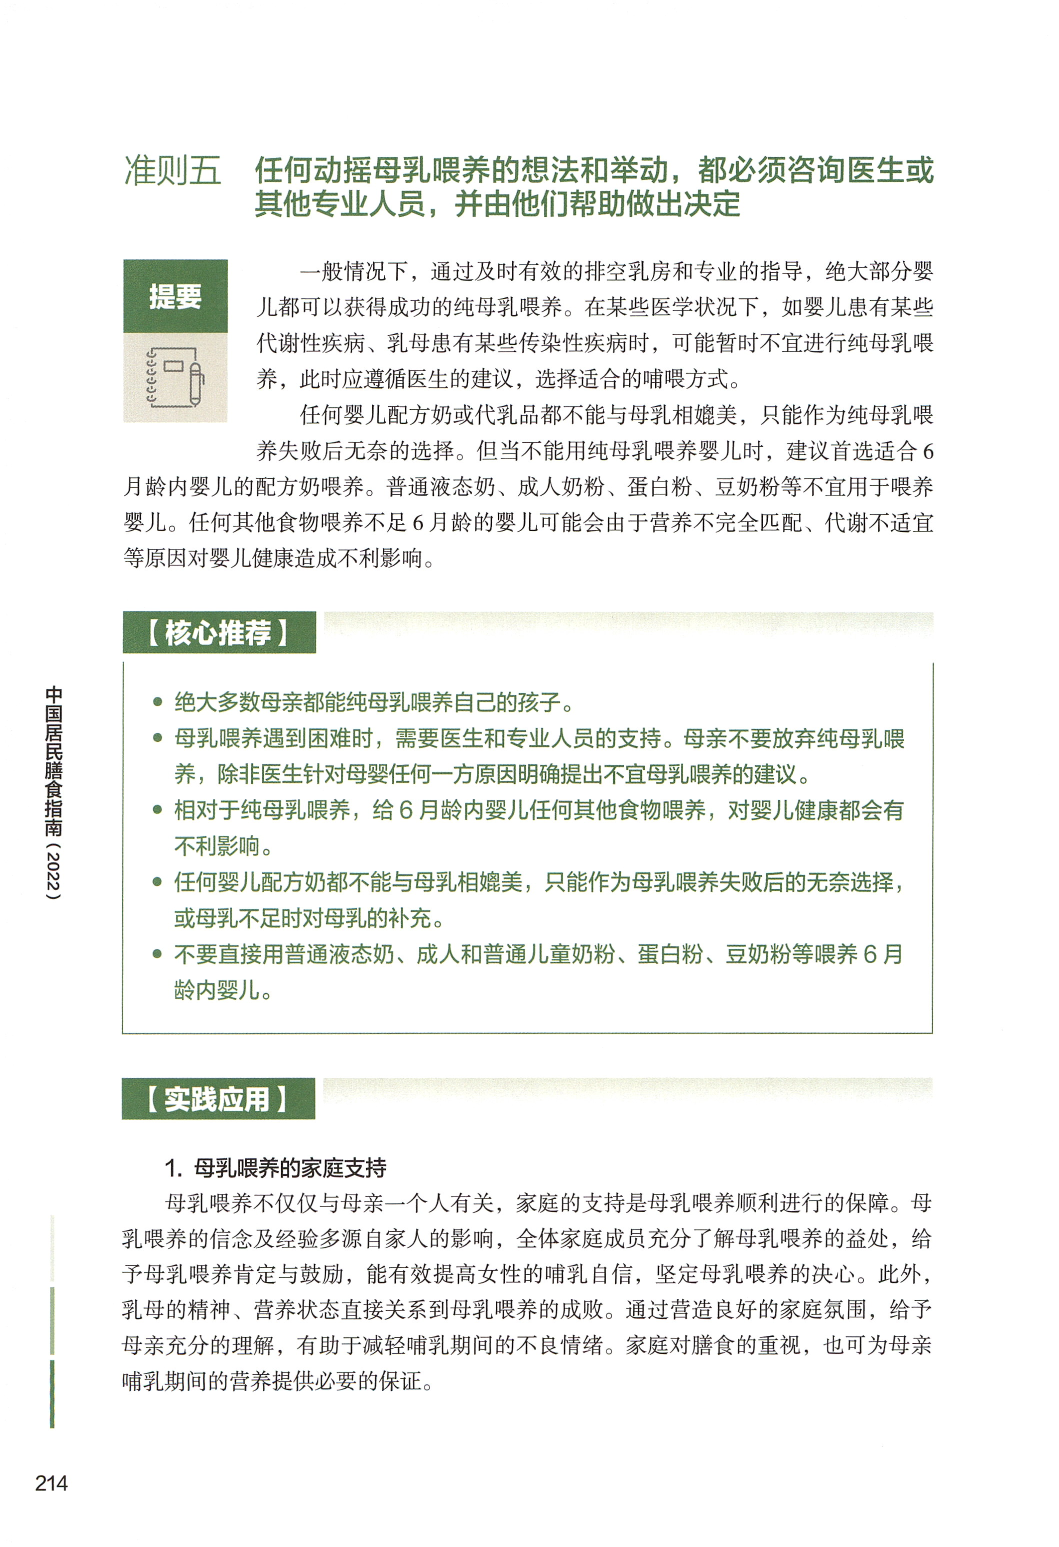 准则五 任何动摇母乳喂养的想法和举动，都必须咨询医生或
其他专业人员，并由他们帮助做出决定
提要
一般情况下，通过及时有效的排空乳房和专业的指导，绝大部分婴
儿都可以获得成功的纯母乳喂养。在某些医学状况下，如婴儿患有某些
代谢性疾病、乳母患有某些传染性疾病时，可能暂时不宜进行纯母乳喂
养，此时应遵循医生的建议，选择适合的哺喂方式。
任何婴儿配方奶或代乳品都不能与母乳相媲美，只能作为纯母乳喂
养失败后无奈的选择。但当不能用纯母乳喂养婴儿时，建议首选适合 6
月龄内婴儿的配方奶喂养。普通液态奶、成人奶粉、蛋白粉、豆奶粉等不宜用于喂养
婴儿。任何其他食物喂养不足 6 月龄的婴儿可能会由于营养不完全匹配、代谢不适宜
等原因对婴儿健康造成不利影响。
【核心推荐】
• 绝大多数母亲都能纯母乳喂养自己的孩子。
• 母乳喂养遇到困难时，需要医生和专业人员的支持。母亲不要放弃纯母乳喂
养，除非医生针对母婴任何一方原因明确提出不宜母乳喂养的建议。
• 相对于纯母乳喂养，给 6 月龄内婴儿任何其他食物喂养，对婴儿健康都会有
不利影响。
• 任何婴儿配方奶都不能与母乳相媲美，只能作为母乳喂养失败后的无奈选择，
或母乳不足时对母乳的补充。
• 不要直接用普通液态奶、成人和普通儿童奶粉、蛋白粉、豆奶粉等喂养 6 月
龄内婴儿。
【实践应用】
1. 母乳喂养的家庭支持
母乳喂养不仅仅与母亲一个人有关，家庭的支持是母乳喂养顺利进行的保障。母
乳喂养的信念及经验多源自家人的影响，全体家庭成员充分了解母乳喂养的益处，给
予母乳喂养肯定与鼓励，能有效提高女性的哺乳自信，坚定母乳喂养的决心。此外，
乳母的精神、营养状态直接关系到母乳喂养的成败。通过营造良好的家庭氛围，给予
母亲充分的理解，有助于减轻哺乳期间的不良情绪。家庭对膳食的重视，也可为母亲
哺乳期间的营养提供必要的保证。
中国居民膳食指南（2022）
214